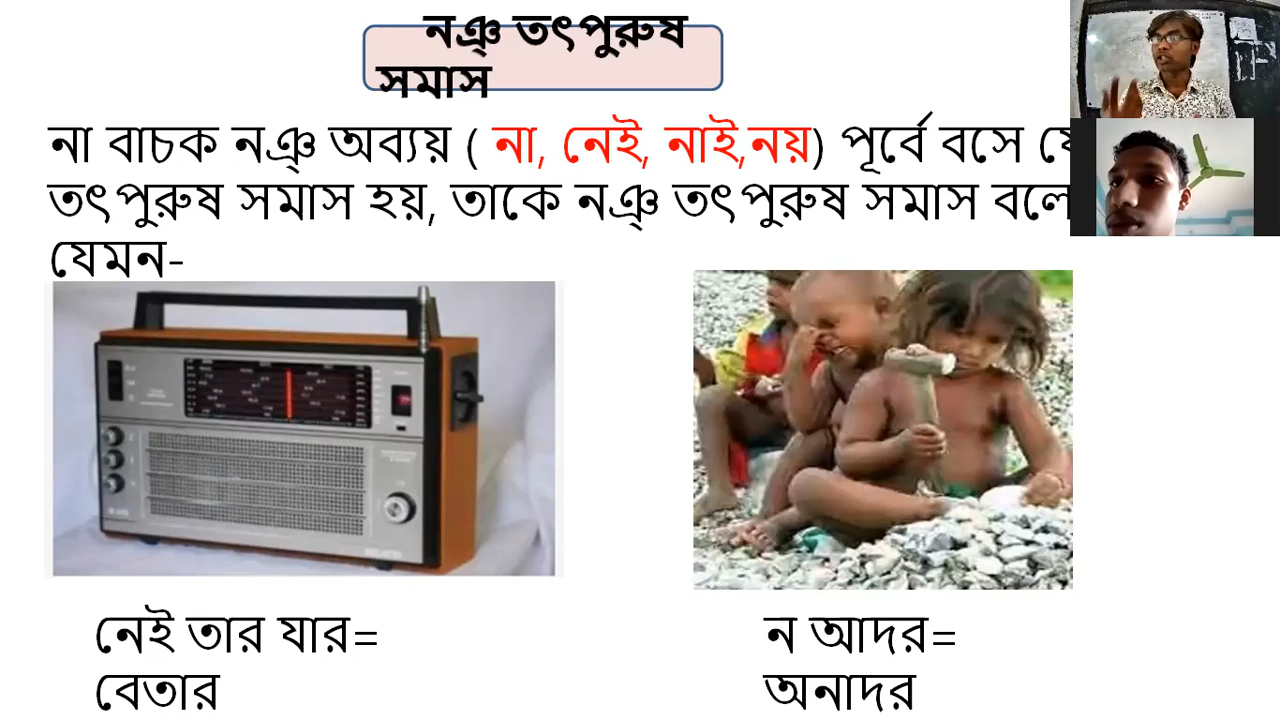 নঞ্ তৎপুরুষ
সমাস
না বাচক নঞ্ অব্যয় ( না, নেই, নাই,নয়) পূর্বে বসে যে
তৎপুরুষ সমাস হয়, তাকে নঞ্ তৎপুরুষ সমাস বলে
যেমন-
নেই তার যার=
বেতার
ন আদর=
অনাদর